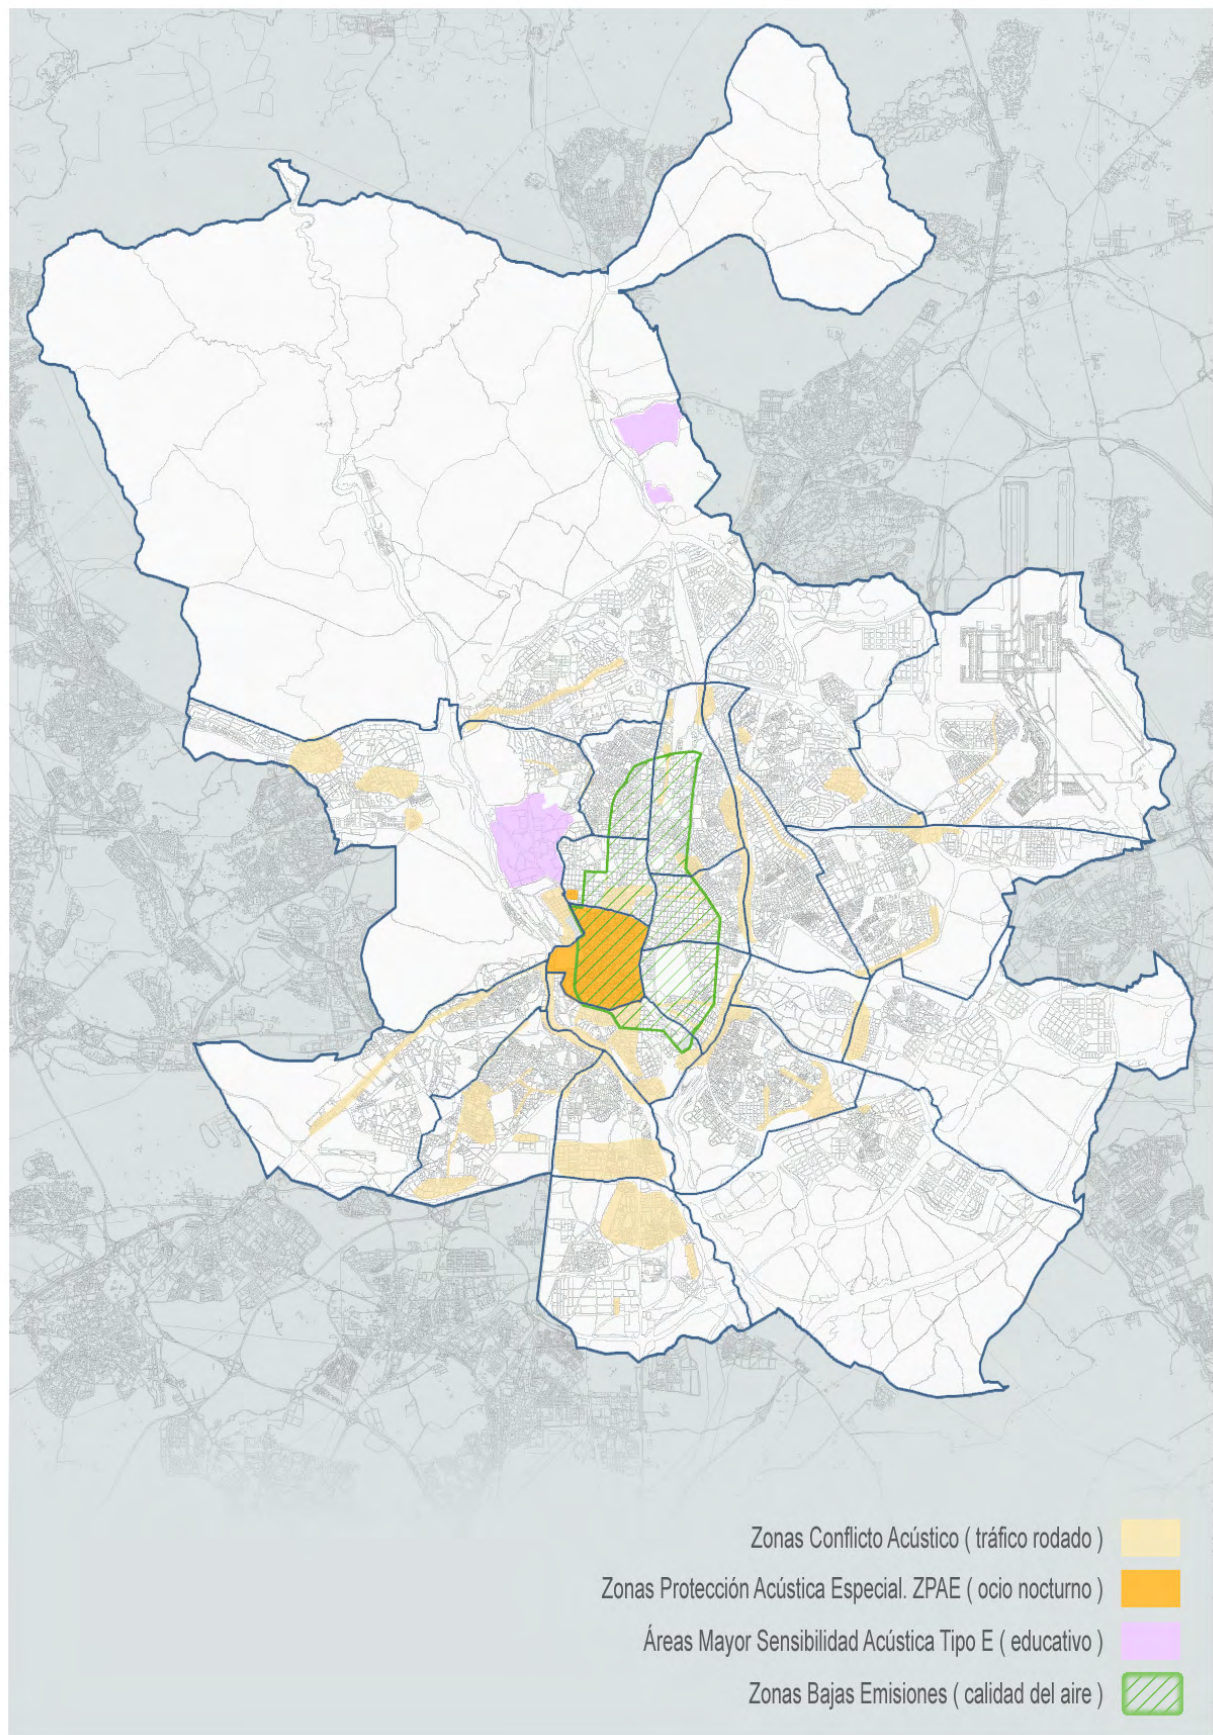 Zonas Conflicto Acústico ( tráfico rodado )
Zonas Protección Acústica Especial. ZPAE ( ocio nocturno )
Áreas Mayor Sensibilidad Acústica Tipo E ( educativo )
Zonas Bajas Emisiones ( calidad del aire )